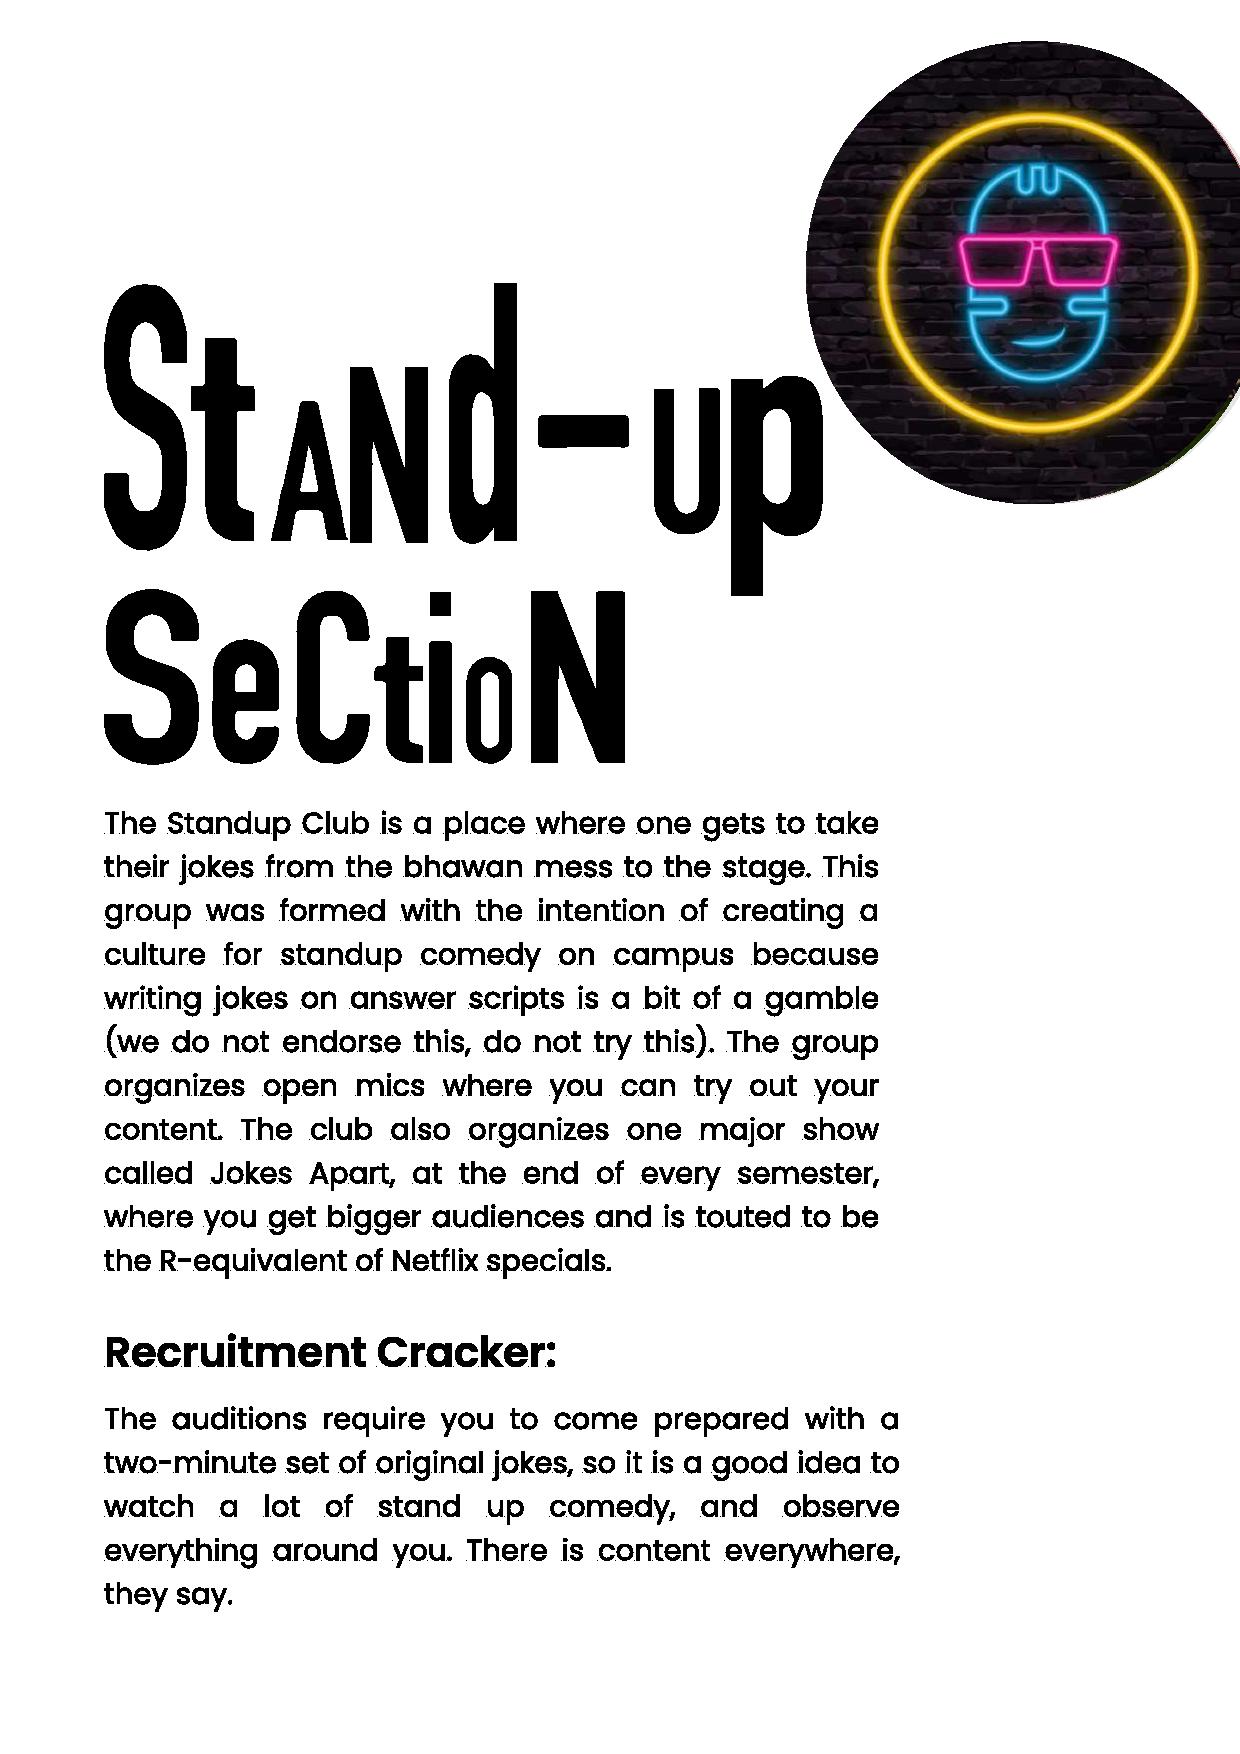 StANd-up
SeCtioN
The Standup Club is a place where one gets to take
their jokes from the bhawan mess to the stage. This
group was formed with the intention of creating a
culture for standup comedy on campus because
writing jokes on answer scripts is a bit of a gamble
(we do not endorse this, do not try this). The group
organizes open mics where you can try out your
content. The club also organizes one major show
called Jokes Apart, at the end of every semester,
where you get bigger audiences and is touted to be
the R-equivalent of Netflix specials.
Recruitment Cracker:
The auditions require you to come prepared with a
two-minute set of original jokes, so it is a good idea to
watch a lot of stand up comedy, and observe
everything around you. There is content everywhere,
they say.